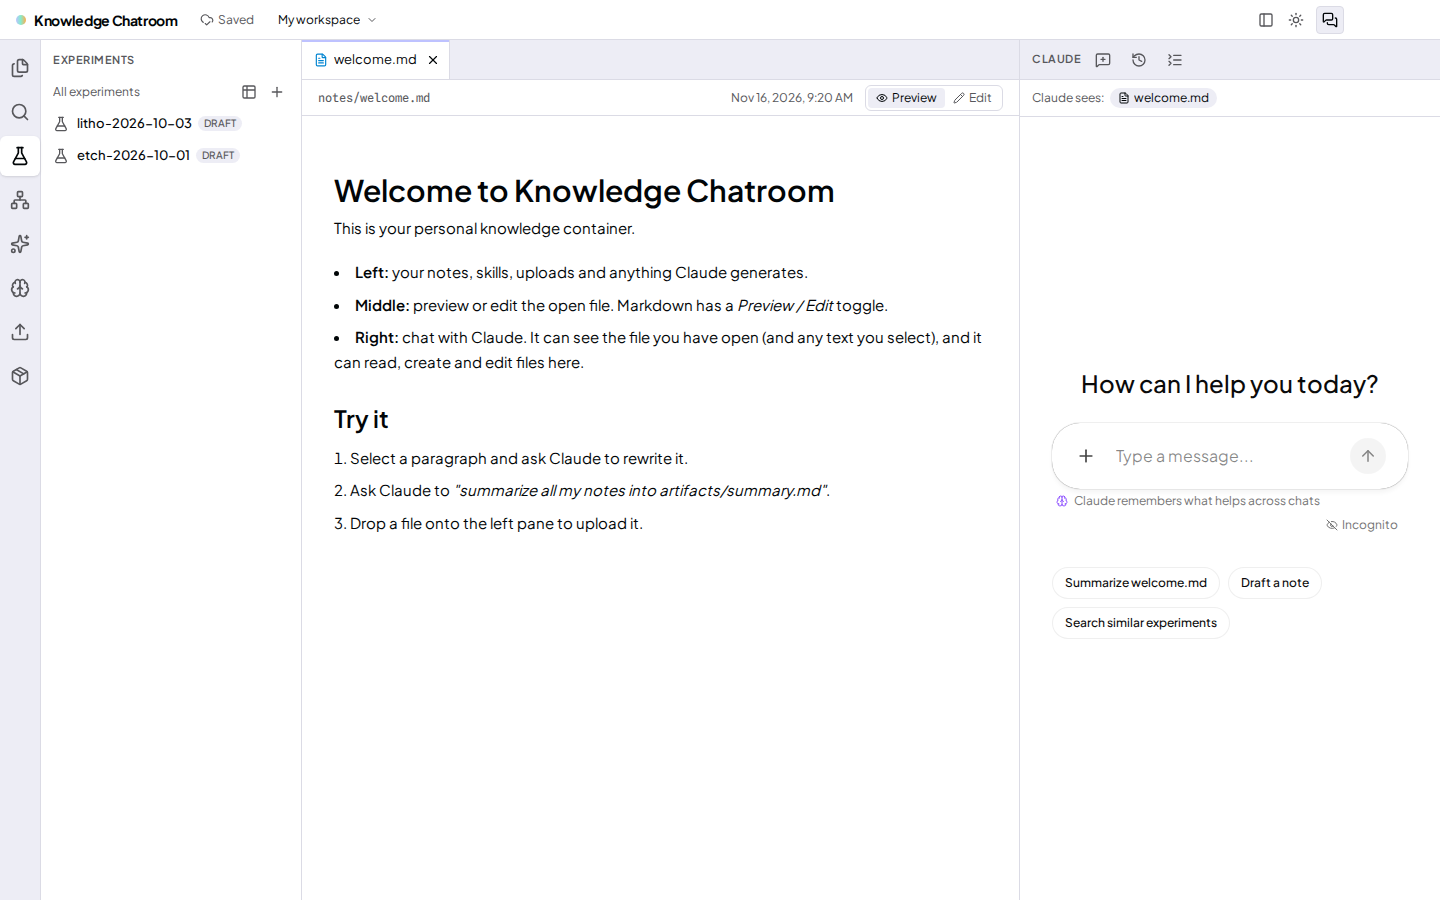 Knowledge Chatroom
Saved
My workspace
EXPERIMENTS
All experiments
litho-2026-10-03 DRAFT
etch-2026-10-01 DRAFT
welcome.md
notes/welcome.md
Nov 16, 2026, 9:20 AM
Preview
Edit
Welcome to Knowledge Chatroom
This is your personal knowledge container.
• Left: your notes, skills, uploads and anything Claude generates.
• Middle: preview or edit the open file. Markdown has a Preview / Edit toggle.
• Right: chat with Claude. It can see the file you have open (and any text you select), and it
can read, create and edit files here.
Try it
1. Select a paragraph and ask Claude to rewrite it.
2. Ask Claude to "summarize all my notes into artifacts/summary.md".
3. Drop a file onto the left pane to upload it.
CLAUDE
Claude sees: welcome.md
How can I help you today?
Type a message...
Claude remembers what helps across chats
Incognito
Summarize welcome.md
Draft a note
Search similar experiments